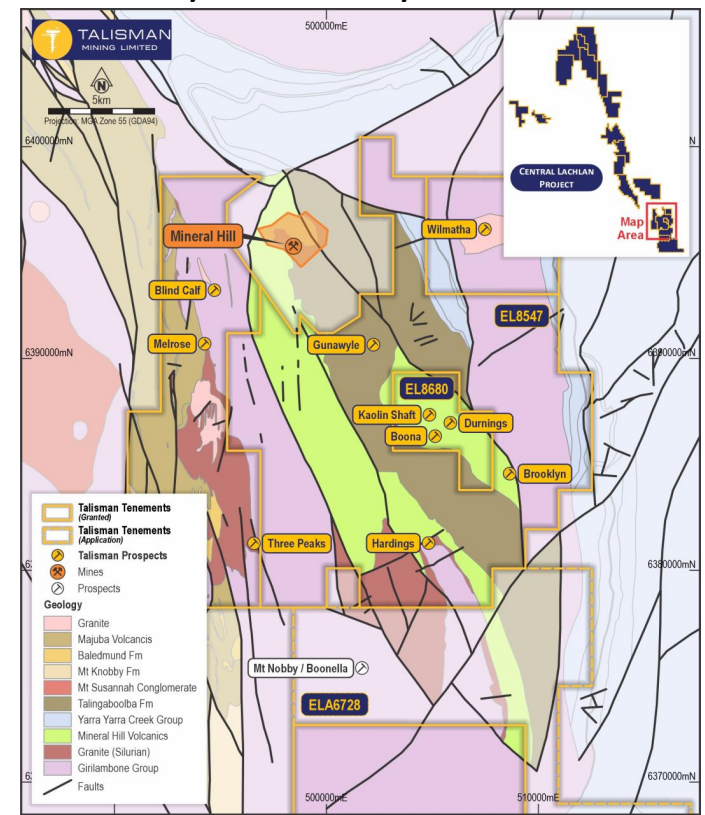 TALISMAN
MINING LIMITED
500000mE
N
5km
Projection: MGA Zone 55 (GDA94)
6400000mN
N
CENTRAL LACHLAN
PROJECT
Map
Area
Mineral Hill
Wilmatha
Blind Calf
EL8547
Melrose
Gunawyle
6390000mN
6390000mN
EL8680
Kaolin Shaft
Durnings
Boona
Brooklyn
Talisman Tenements
(Granted)
Talisman Tenements
(Application)
Talisman Prospects
Mines
Prospects
Geology
Granite
Majuba Volcancis
Baledmund Fm
Mt Knobby Fm
Mt Susannah Conglomerate
Talingaboolba Fm
Yarra Yarra Creek Group
Mineral Hill Volcanics
Granite (Silurian)
Girilambone Group
Faults
Three Peaks
Hardings
6380000mN
Mt Nobby / Boonella
ELA6728
6370000mN
500000mE
510000mE